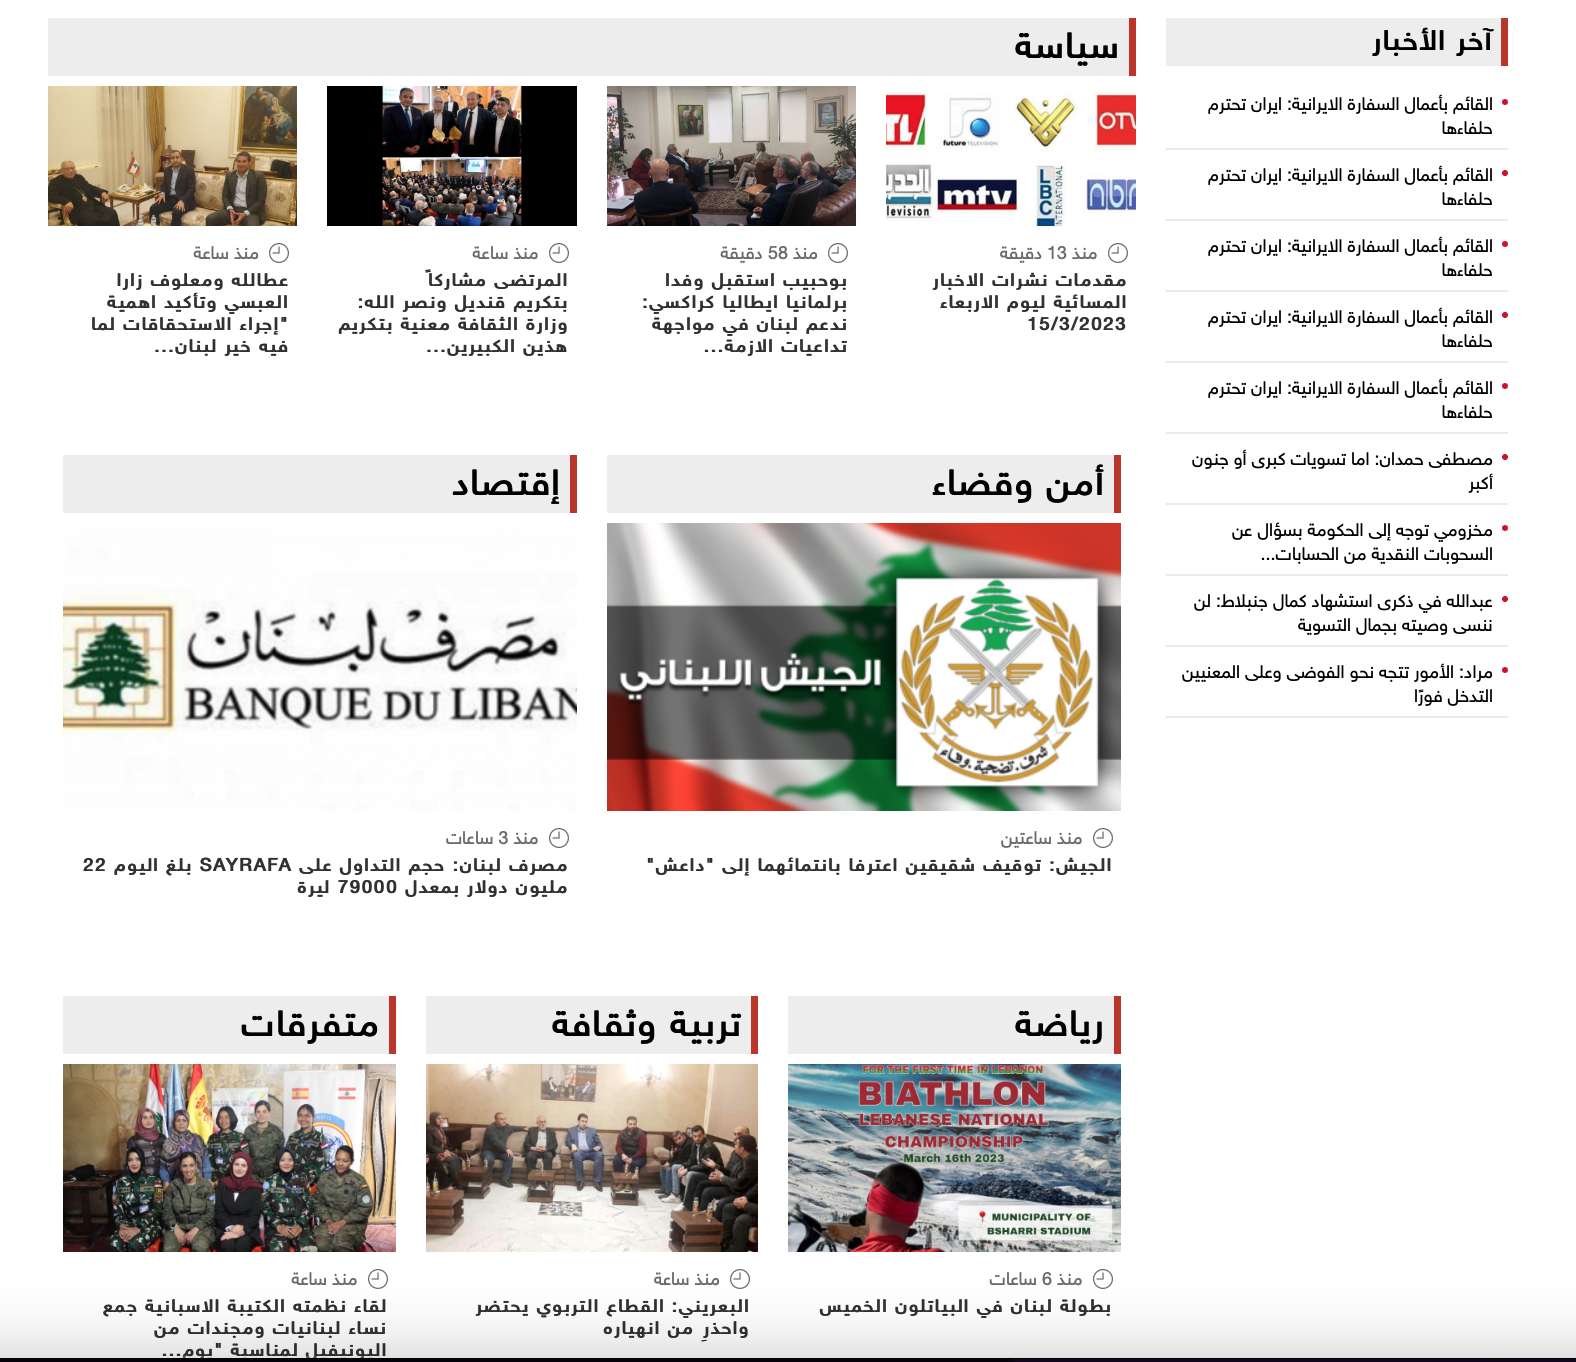 آخر الأخبار
القائم بأعمال السفارة الايرانية: ايران تحترم
حلفاءها
القائم بأعمال السفارة الايرانية: ايران تحترم
حلفاءها
القائم بأعمال السفارة الايرانية: ايران تحترم
حلفاءها
القائم بأعمال السفارة الايرانية: ايران تحترم
حلفاءها
القائم بأعمال السفارة الايرانية: ايران تحترم
حلفاءها
مصطفى حمدان: اما تسويات كبرى أو جنون
أكبر
مخزومي توجه إلى الحكومة بسؤال عن
السحوبات النقدية من الحسابات...
عبدالله في ذكرى استشهاد كمال جنبلاط: لن
ننسى وصيته بجمال التسوية
مراد: الأمور تتجه نحو الفوضى وعلى المعنيين
التدخل فورًا
سياسة
OTV
future TELEVISION
TL
nbn
LBC INTERNATIONAL
mtv
الجديد
levision
منذ 13 دقيقة
مقدمات نشرات الاخبار
المسائية ليوم الاربعاء
15/3/2023
منذ 58 دقيقة
بوحبيب استقبل وفدا
برلمانيا ايطاليا كراكسي:
ندعم لبنان في مواجهة
تداعيات الازمة...
منذ ساعة
المرتضى مشاركاً
بتكريم قنديل ونصر الله:
وزارة الثقافة معنية بتكريم
هذين الكبيرين...
منذ ساعة
عطالله ومعلوف زارا
العبسي وتأكيد اهمية
"إجراء الاستحقاقات لما
فيه خير لبنان...
أمن وقضاء
الجيش اللبناني
شرف. تضحية. وفاء
منذ ساعتين
الجيش: توقيف شقيقين اعترفا بانتمائهما إلى "داعش"
إقتصاد
مصرف لبنان
BANQUE DU LIBAN
منذ 3 ساعات
مصرف لبنان: حجم التداول على SAYRAFA بلغ اليوم 22
مليون دولار بمعدل 79000 ليرة
رياضة
FOR THE FIRST TIME IN LEBANON
BIATHLON
LEBANESE NATIONAL
CHAMPIONSHIP
March 16th 2023
MUNICIPALITY OF
BSHARRI STADIUM
منذ 6 ساعات
بطولة لبنان في البياتلون الخميس
تربية وثقافة
منذ ساعة
البعريني: القطاع التربوي يحتضر
واحذرِ من انهياره
متفرقات
منذ ساعة
لقاء نظمته الكتيبة الاسبانية جمع
نساء لبنانيات ومجندات من
اليونيفيل لمناسبة "يوم...